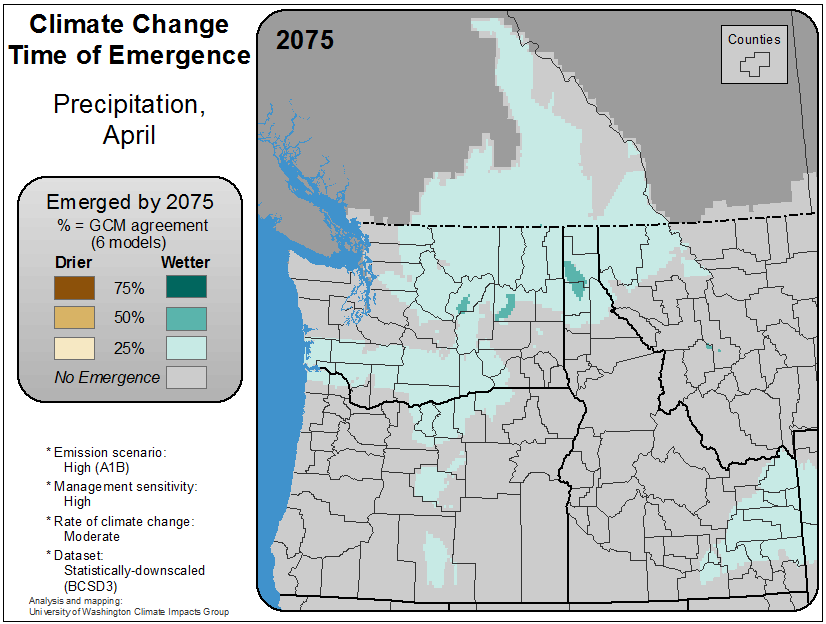 Climate Change
Time of Emergence
Precipitation,
April
Emerged by 2075
% = GCM agreement
(6 models)
Drier Wetter
75%
50%
25%
No Emergence
* Emission scenario:
High (A1B)
* Management sensitivity:
High
* Rate of climate change:
Moderate
* Dataset:
Statistically-downscaled
(BCSD3)
Analysis and mapping:
University of Washington Climate Impacts Group
2075
Counties